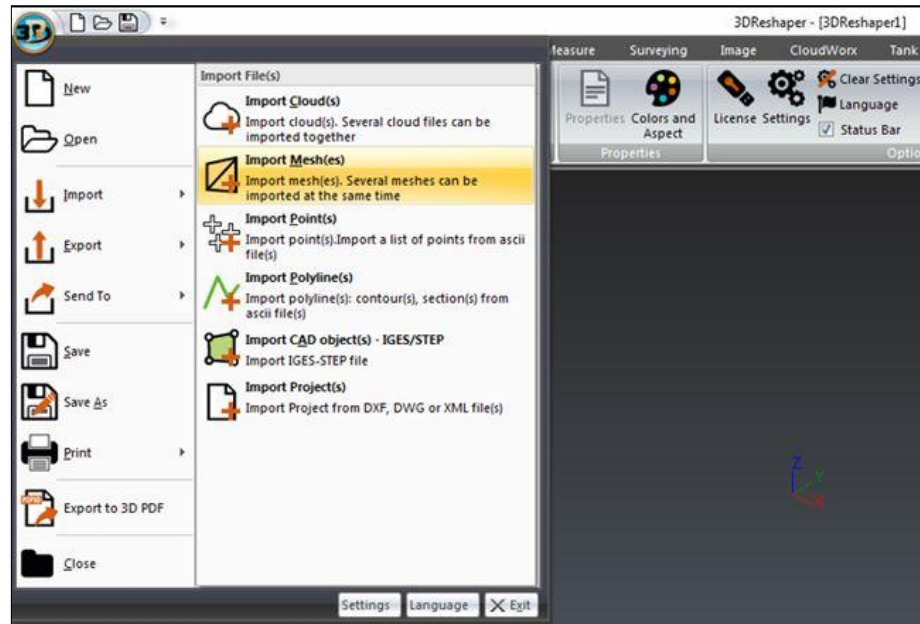 3DR
3DReshaper - [3DReshaper1]
Measure Surveying Image CloudWorx Tank
New
Open
Import
Export
Send To
Save
Save As
Print
Export to 3D PDF
Close
Import File(s)
Import Cloud(s)
Import cloud(s). Several cloud files can be
imported together
Import Mesh(es)
Import mesh(es). Several meshes can be
imported at the same time
Import Point(s)
Import point(s).Import a list of points from ascii
file(s)
Import Polyline(s)
Import polyline(s): contour(s), section(s) from
ascii file(s)
Import CAD object(s) - IGES/STEP
Import IGES-STEP file
Import Project(s)
Import Project from DXF, DWG or XML file(s)
Settings Language Exit
Properties Colors and
Aspect
Properties
License Settings
Clear Settings
Language
Status Bar
Optio
Z
Y
X